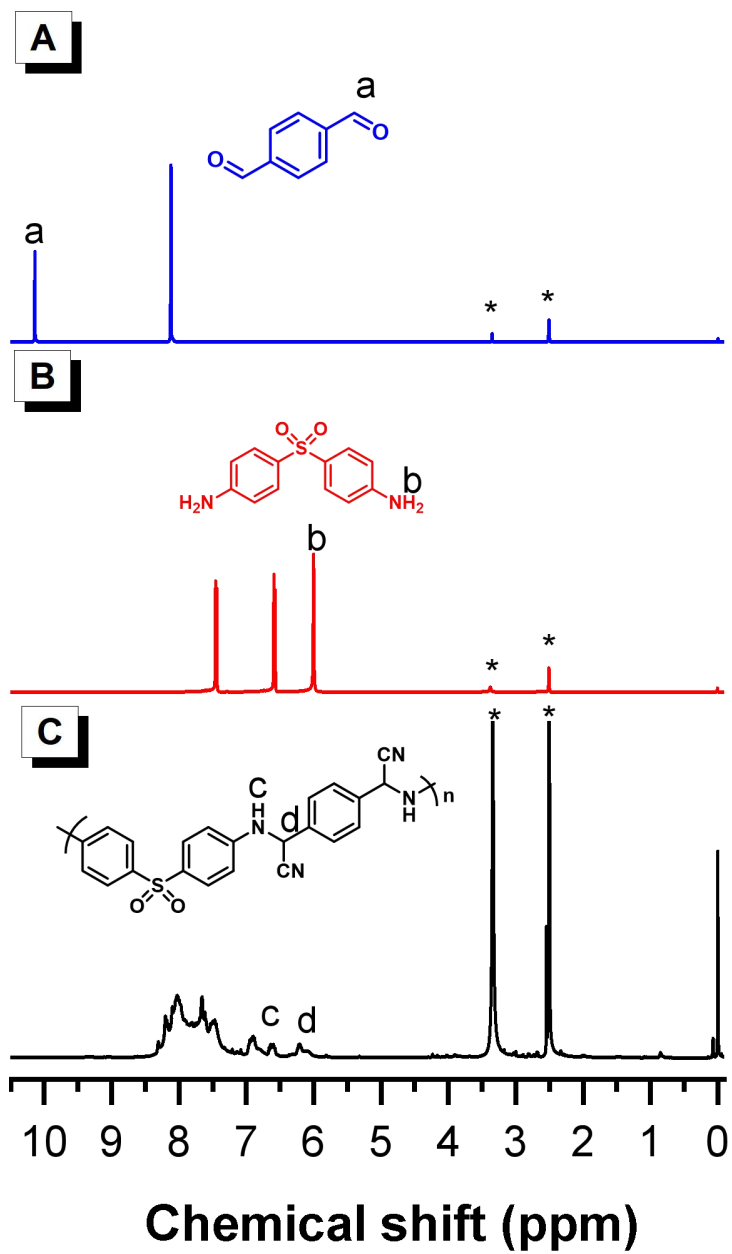 A
a
O
O
a
* *
B
O O
S
H₂N NH₂
b
b
* *
C
* *
CN
C
H
N
d
N
H
n
CN
S
O O
c
d
10 9 8 7 6 5 4 3 2 1 0
Chemical shift (ppm)